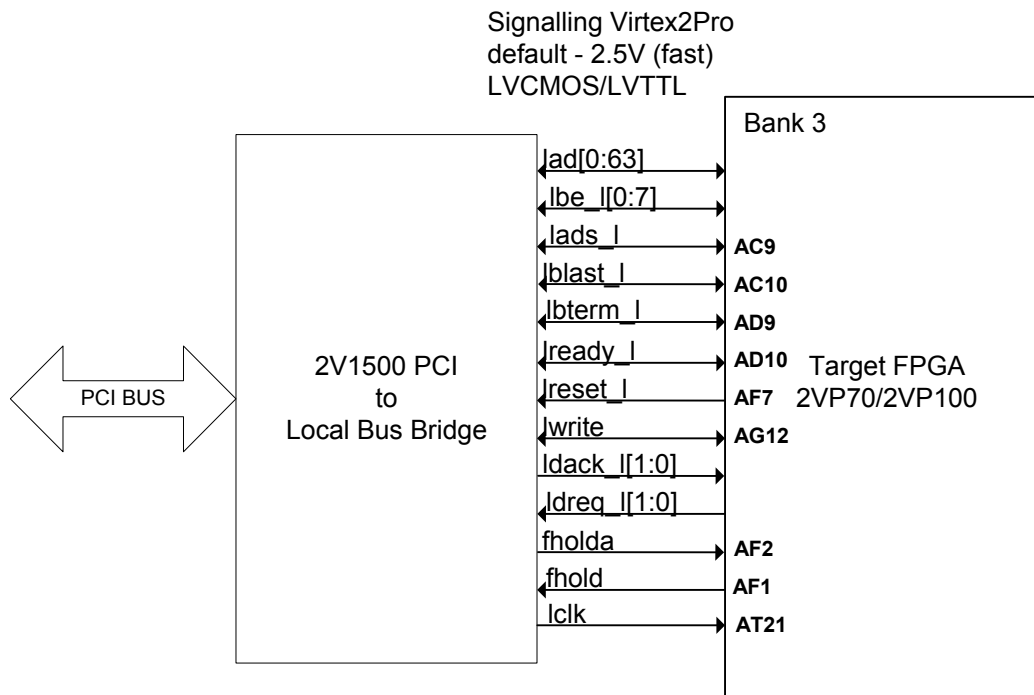 Signalling Virtex2Pro
default - 2.5V (fast)
LVCMOS/LVTTL
Bank 3
lad[0:63]
lbe_l[0:7]
lads_l
AC9
lblast_l
AC10
lbterm_l
AD9
lready_l
AD10
lreset_l
AF7
lwrite
AG12
ldack_l[1:0]
ldreq_l[1:0]
fholda
AF2
fhold
AF1
lclk
AT21
PCI BUS
2V1500 PCI
to
Local Bus Bridge
Target FPGA
2VP70/2VP100